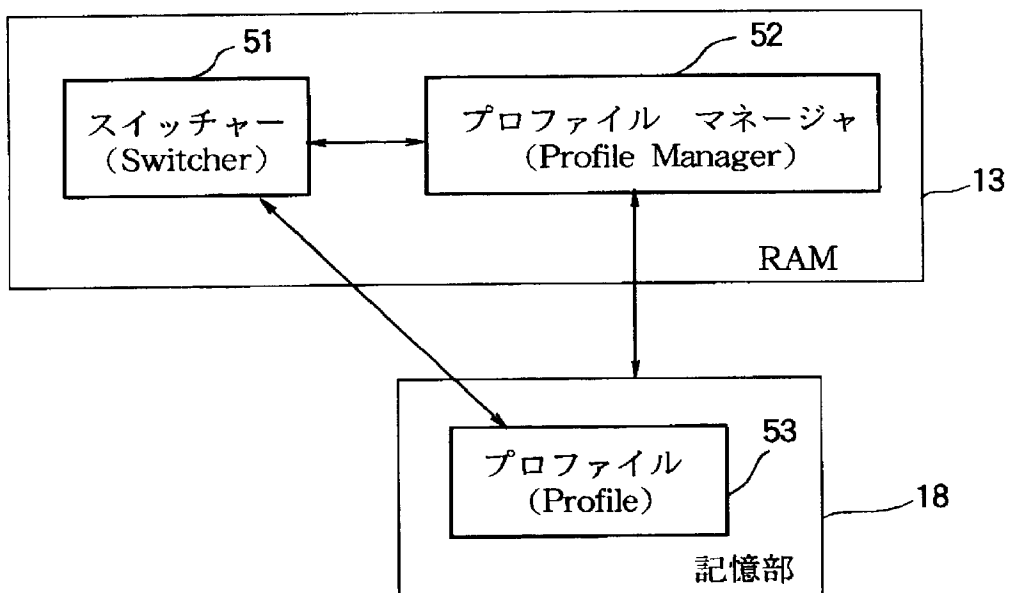 51
52
スイッチャー
(Switcher)
プロファイル マネージャ
(Profile Manager)
13
RAM
プロファイル
(Profile)
53
18
記憶部